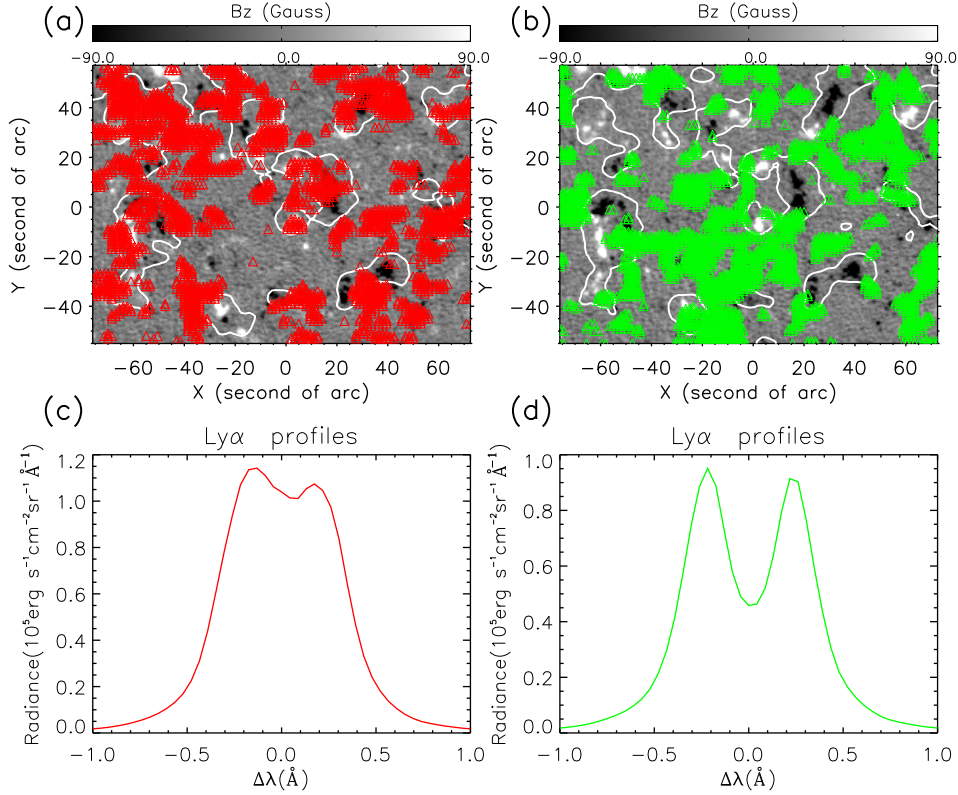 (a) Bz (Gauss) (b) Bz (Gauss)
−90.0 0.0 90.0 −90.0 0.0 90.0
40
20
0
−20
−40
Y (second of arc)
−60 −40 −20 0 20 40 60
X (second of arc)
40
20
0
−20
−40
Y (second of arc)
−60 −40 −20 0 20 40 60
X (second of arc)
(c)
Lyα profiles
1.2
1.0
0.8
0.6
0.4
0.2
0.0
Radiance(10⁵erg s⁻¹cm⁻²sr⁻¹Å⁻¹)
−1.0 −0.5 0.0 0.5 1.0
Δλ(Å)
(d)
Lyα profiles
1.0
0.8
0.6
0.4
0.2
0.0
Radiance(10⁵erg s⁻¹cm⁻²sr⁻¹Å⁻¹)
−1.0 −0.5 0.0 0.5 1.0
Δλ(Å)